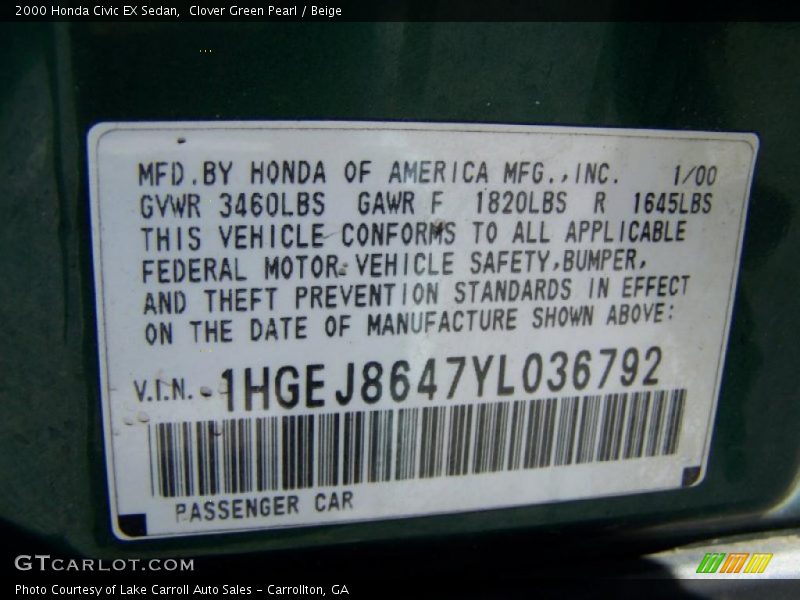 2000 Honda Civic EX Sedan,  Clover Green Pearl / Beige
MFD.BY HONDA OF AMERICA MFG.,INC. 1/00
GVWR 3460LBS GAWR F 1820LBS R 1645LBS
THIS VEHICLE CONFORMS TO ALL APPLICABLE
FEDERAL MOTOR VEHICLE SAFETY,BUMPER,
AND THEFT PREVENTION STANDARDS IN EFFECT
ON THE DATE OF MANUFACTURE SHOWN ABOVE:
V.I.N. 1HGEJ8647YL036792
PASSENGER CAR
GTCARLOT.COM
Photo Courtesy of Lake Carroll Auto Sales – Carrollton, GA